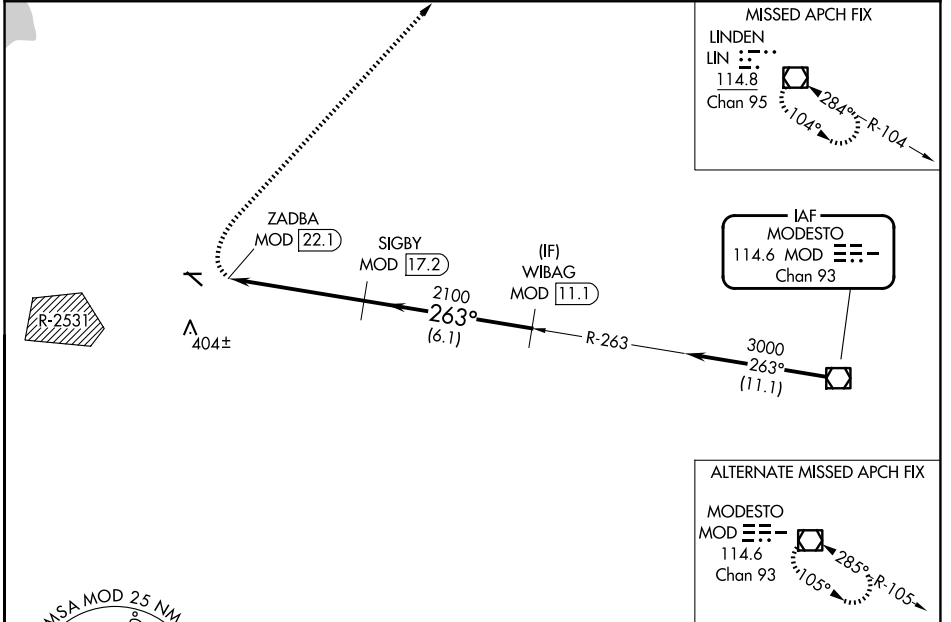 MISSED APCH FIX
LINDEN
LIN
114.8
Chan 95
284°
104°
R-104
ZADBA
MOD 22.1
SIGBY
MOD 17.2
(IF)
WIBAG
MOD 11.1
IAF
MODESTO
114.6 MOD
Chan 93
R-2531
404±
2100
263°
(6.1)
R-263
3000
263°
(11.1)
ALTERNATE MISSED APCH FIX
MODESTO
MOD
114.6
Chan 93
285°
105°
R-105
MSA MOD 25 NM